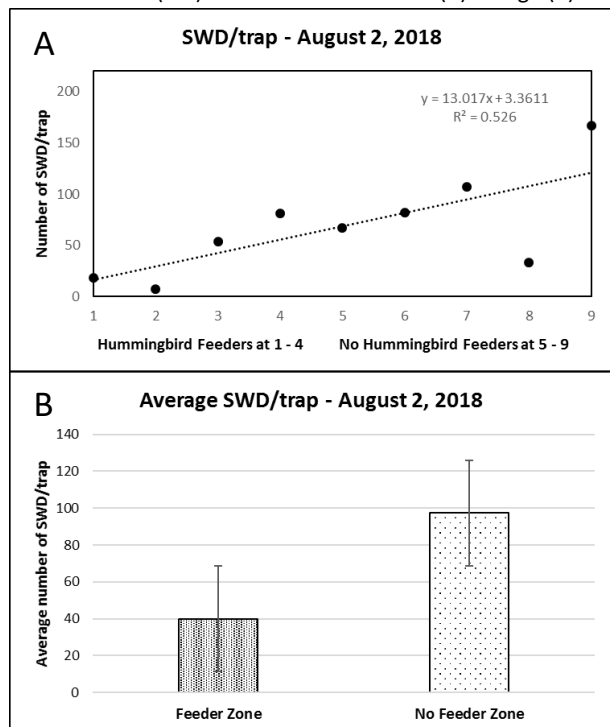 A
SWD/trap - August 2, 2018
y = 13.017x + 3.3611
R² = 0.526
Number of SWD/trap
200
150
100
50
0
1 2 3 4 5 6 7 8 9
Hummingbird Feeders at 1 - 4 No Hummingbird Feeders at 5 - 9
B
Average SWD/trap - August 2, 2018
Average number of SWD/trap
140
120
100
80
60
40
20
0
Feeder Zone No Feeder Zone